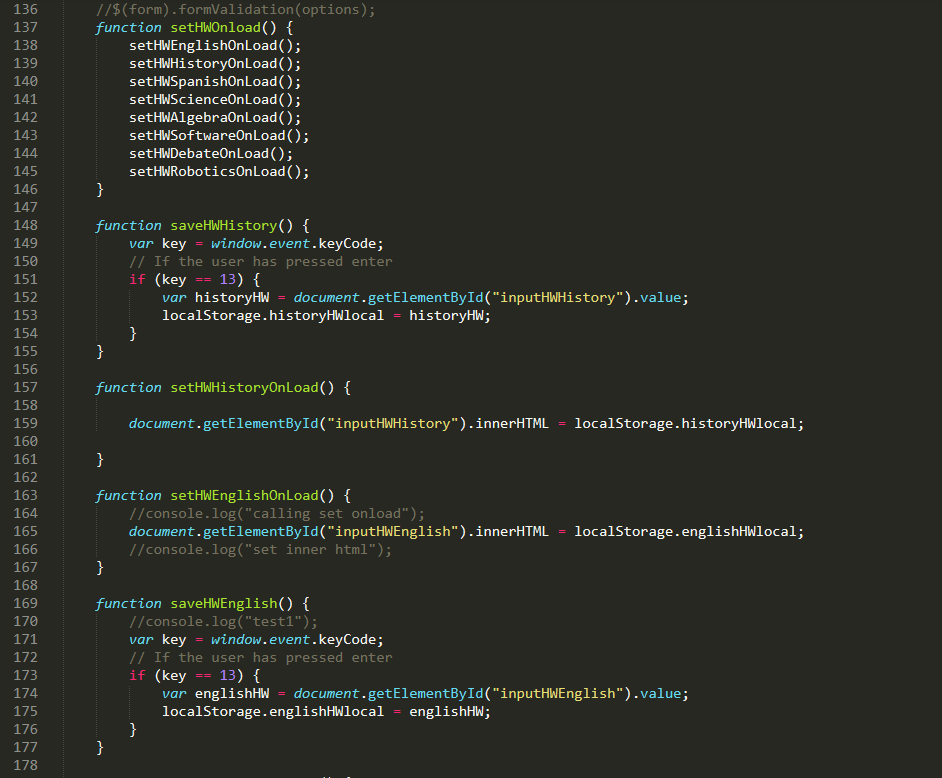 136 //$(form).formValidation(options);
137 function setHWOnload() {
138 setHWEnglishOnLoad();
139 setHWHistoryOnLoad();
140 setHWSpanishOnLoad();
141 setHWScienceOnLoad();
142 setHWAlgebraOnLoad();
143 setHWSoftwareOnLoad();
144 setHWDebateOnLoad();
145 setHWRoboticsOnLoad();
146 }
147
148 function saveHWHistory() {
149 var key = window.event.keyCode;
150 // If the user has pressed enter
151 if (key == 13) {
152 var historyHW = document.getElementById("inputHWHistory").value;
153 localStorage.historyHWlocal = historyHW;
154 }
155 }
156
157 function setHWHistoryOnLoad() {
158
159 document.getElementById("inputHWHistory").innerHTML = localStorage.historyHWlocal;
160
161 }
162
163 function setHWEnglishOnLoad() {
164 //console.log("calling set onload");
165 document.getElementById("inputHWEnglish").innerHTML = localStorage.englishHWlocal;
166 //console.log("set inner html");
167 }
168
169 function saveHWEnglish() {
170 //console.log("test1");
171 var key = window.event.keyCode;
172 // If the user has pressed enter
173 if (key == 13) {
174 var englishHW = document.getElementById("inputHWEnglish").value;
175 localStorage.englishHWlocal = englishHW;
176 }
177 }
178